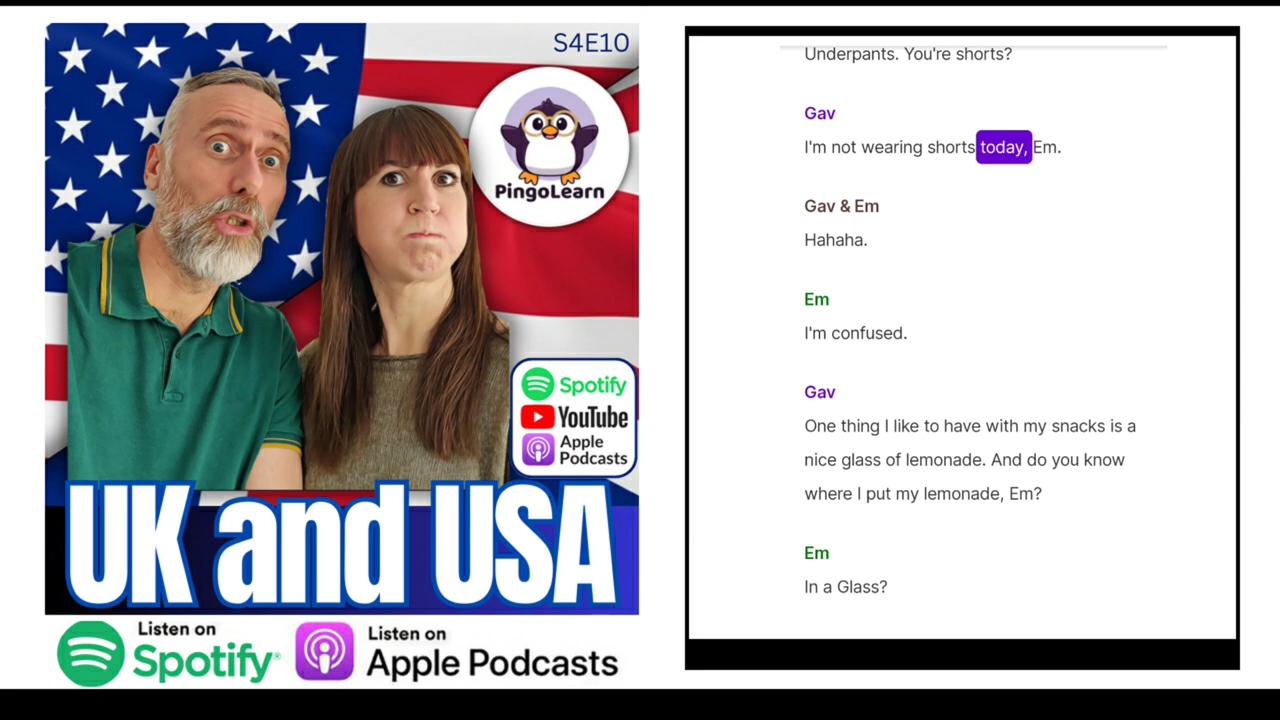 S4E10
PingoLearn
Spotify
YouTube
Apple
Podcasts
UK and USA
Listen on
Spotify
Listen on
Apple Podcasts
Underpants. You're shorts?
Gav
I'm not wearing shorts today, Em.
Gav & Em
Hahaha.
Em
I'm confused.
Gav
One thing I like to have with my snacks is a
nice glass of lemonade. And do you know
where I put my lemonade, Em?
Em
In a Glass?